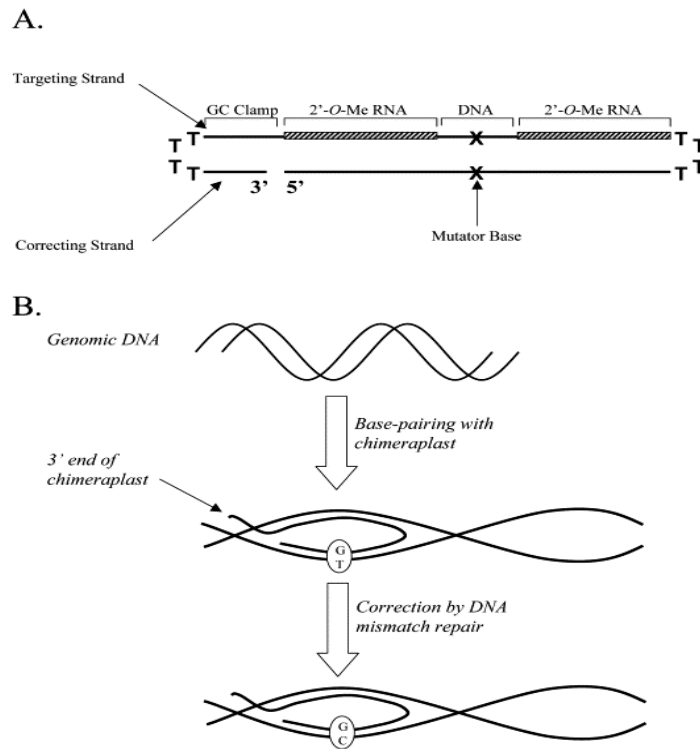 A.
Targeting Strand
GC Clamp 2'-O-Me RNA DNA 2'-O-Me RNA
T T T T
T T
T T 3' 5' X T T
X
Correcting Strand
Mutator Base
B.
Genomic DNA
Base-pairing with
chimeraplast
3' end of
chimeraplast
G
T
Correction by DNA
mismatch repair
G
C